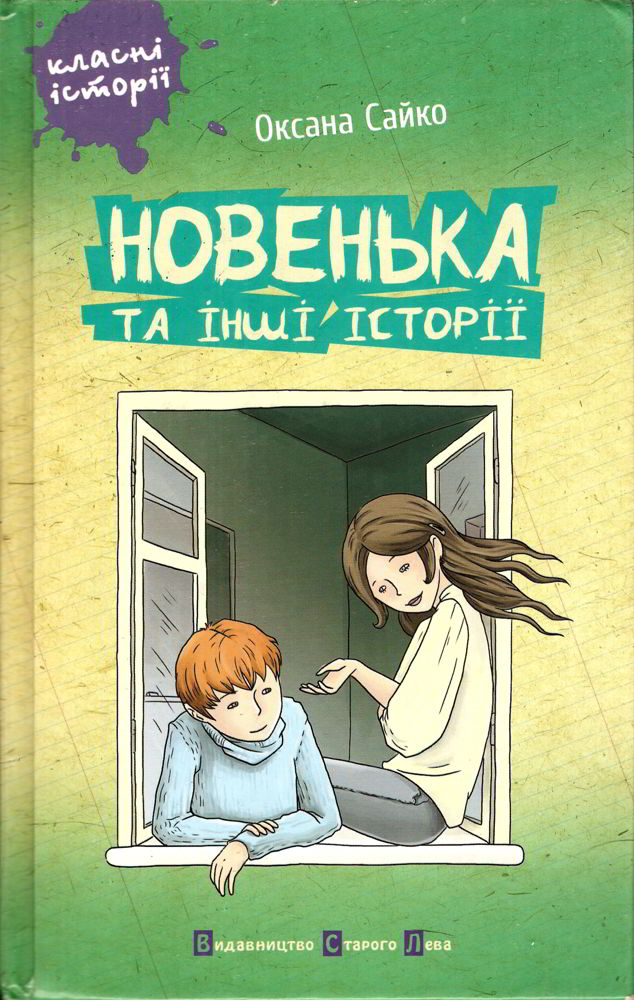 класні
історії
Оксана Сайко
НОВЕНЬКА
ТА ІНШІ ІСТОРІЇ
Видавництво Старого Лева